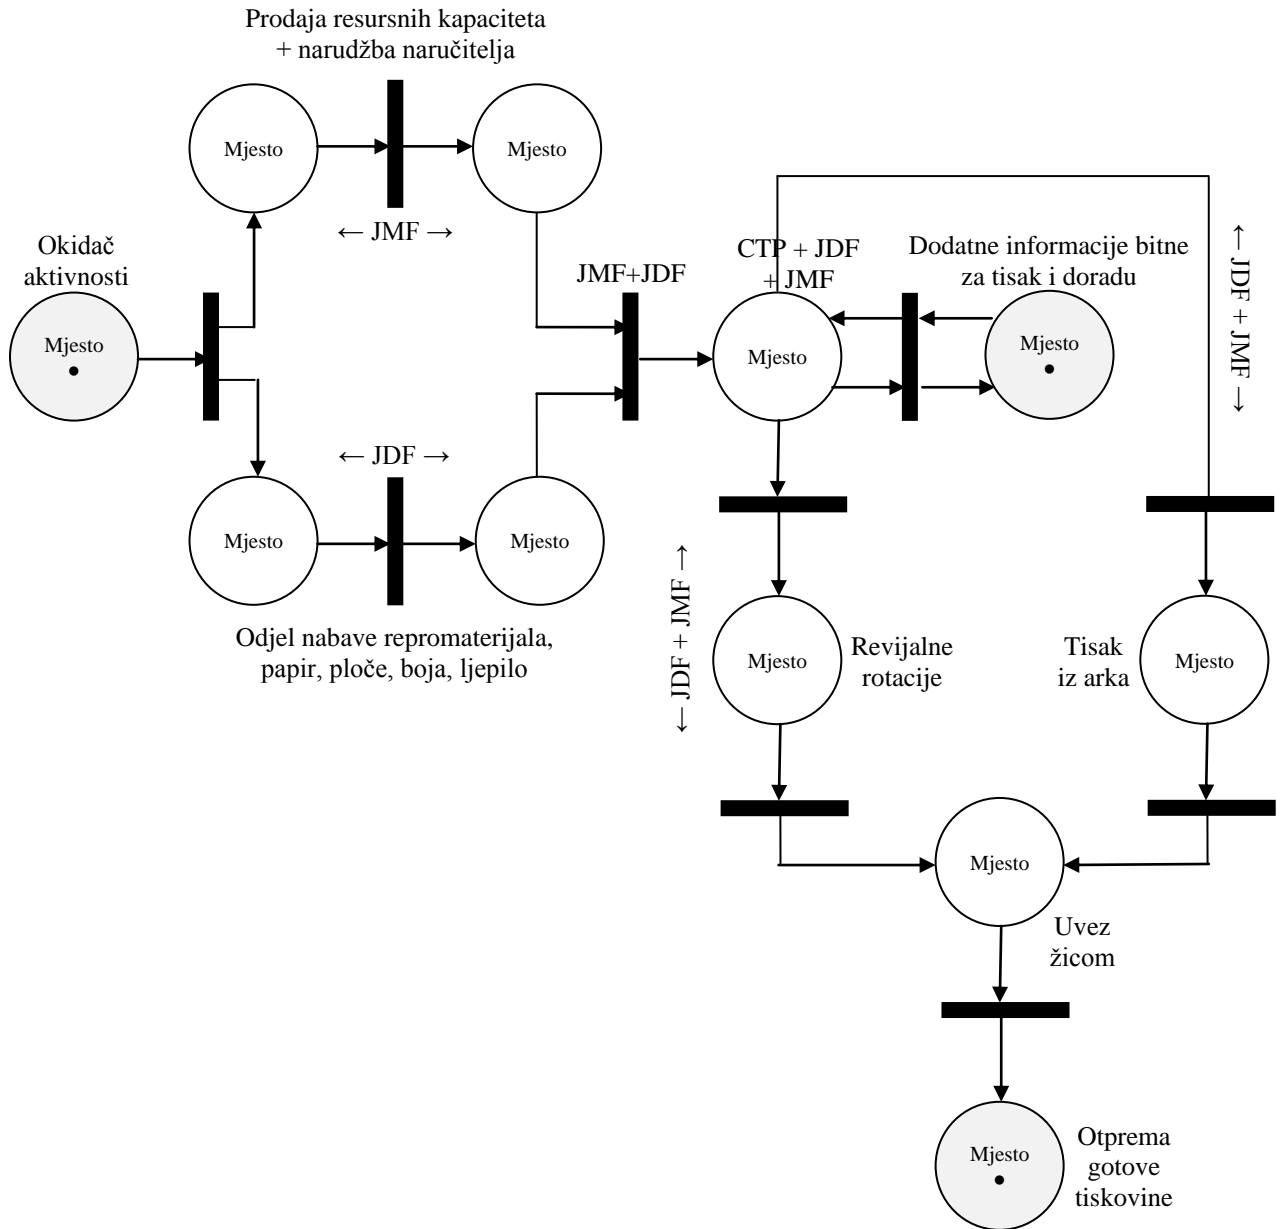 Prodaja resursnih kapaciteta
+ narudžba naručitelja
Mjesto
Mjesto
← JMF →
Okidač
aktivnosti
Mjesto
JMF+JDF
CTP + JDF
+ JMF
Dodatne informacije bitne
za tisak i doradu
← JDF + JMF →
Mjesto
Mjesto
← JDF →
Mjesto
Mjesto
Odjel nabave repromaterijala,
papir, ploče, boja, ljepilo
← JDF + JMF →
Mjesto
Revijalne
rotacije
Tisak
iz arka
Mjesto
Mjesto
Uvez
žicom
Mjesto
Otprema
gotove
tiskovine